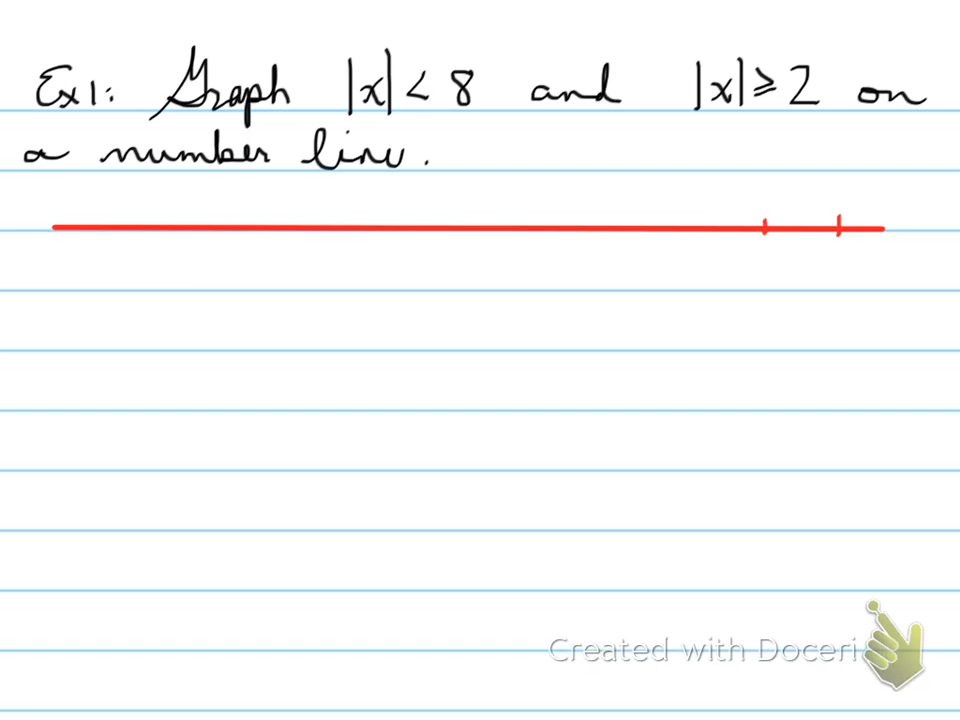 Ex1: Graph |x| < 8 and |x| ⩾ 2 on
a number line.
Created with Doceri